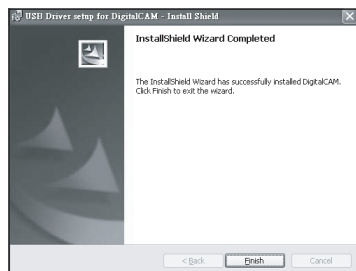 USB Driver setup for DigitalCAM - Install Shield
InstallShield Wizard Completed
The InstallShield Wizard has successfully installed DigitalCAM.
Click Finish to exit the wizard.
< Back
Finish
Cancel